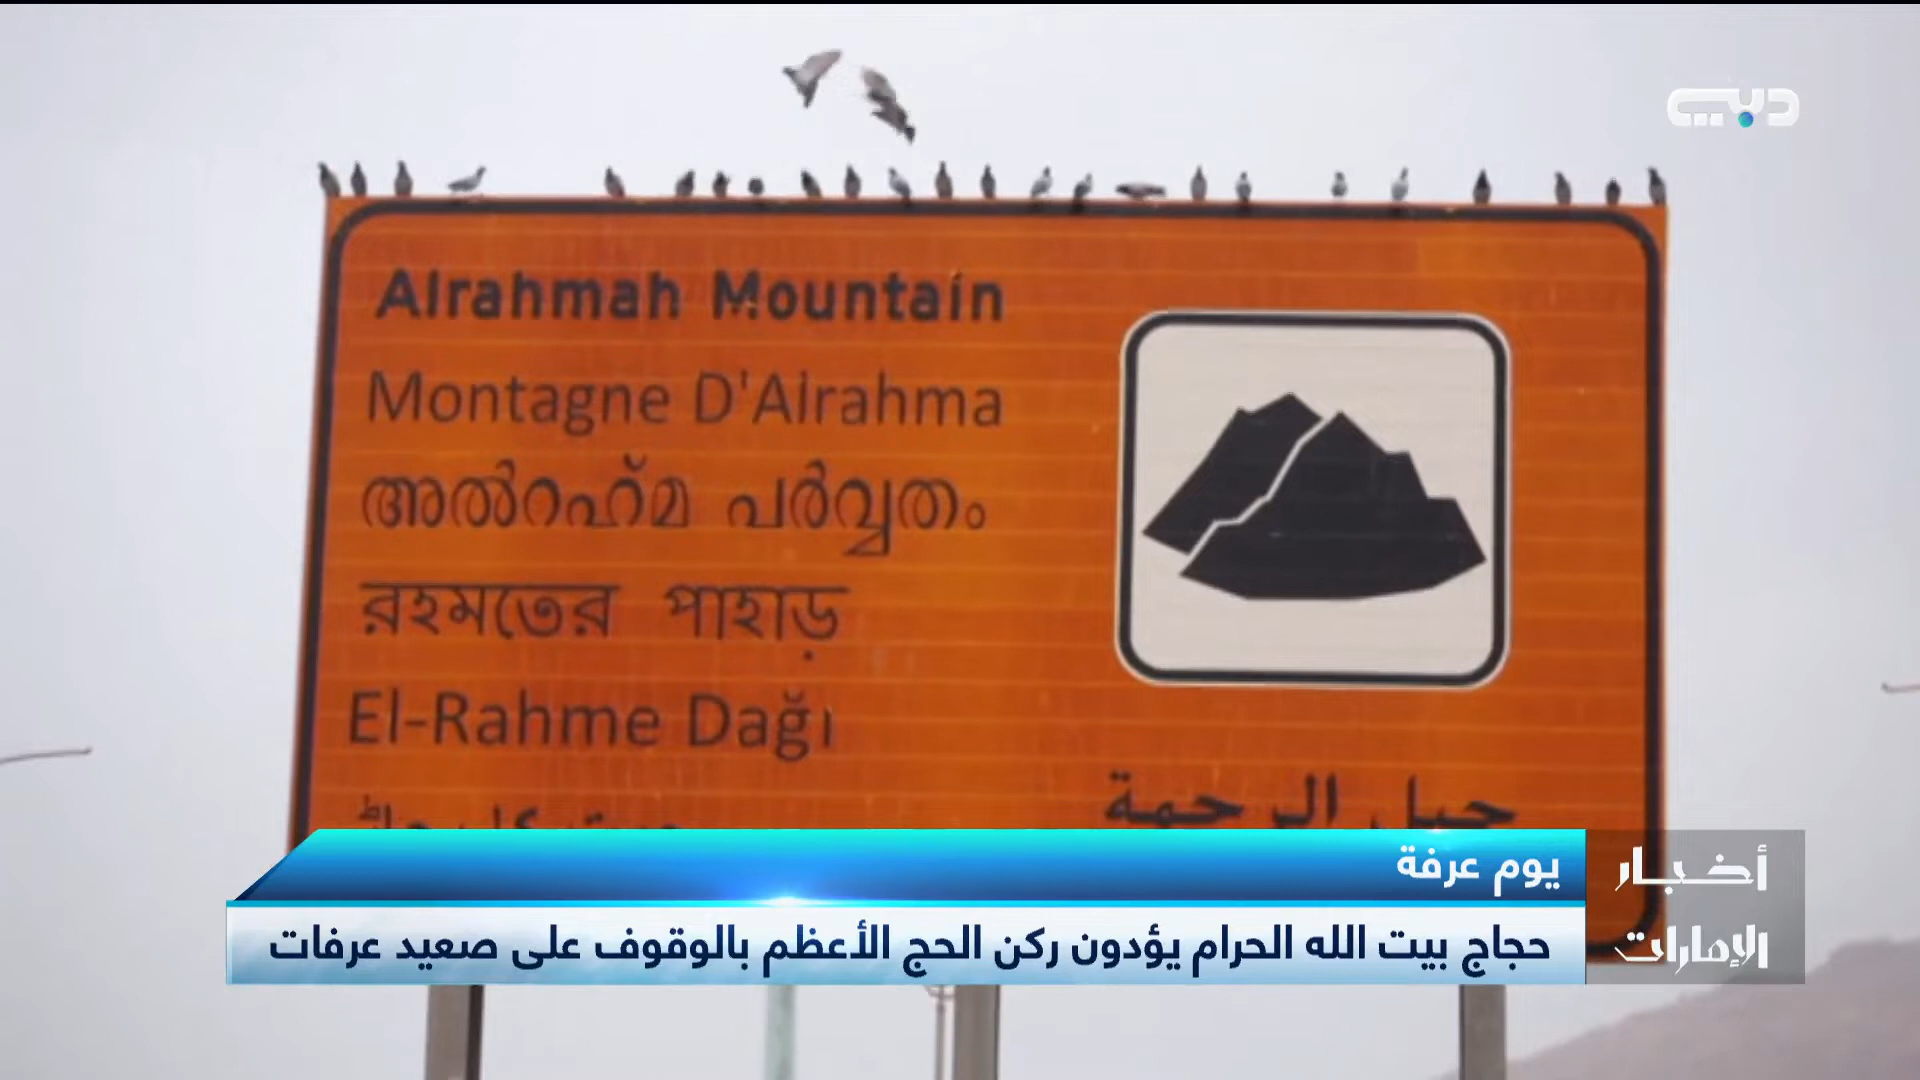 دبي
Alrahmah Mountain
Montagne D'Alrahma
അൽറഹ്മ പർവ്വതം
রহমতের পাহাড়
El-Rahme Dağı
جبل الرحمة
يوم عرفة
حجاج بيت الله الحرام يؤدون ركن الحج الأعظم بالوقوف على صعيد عرفات
أخبار
الإمارات